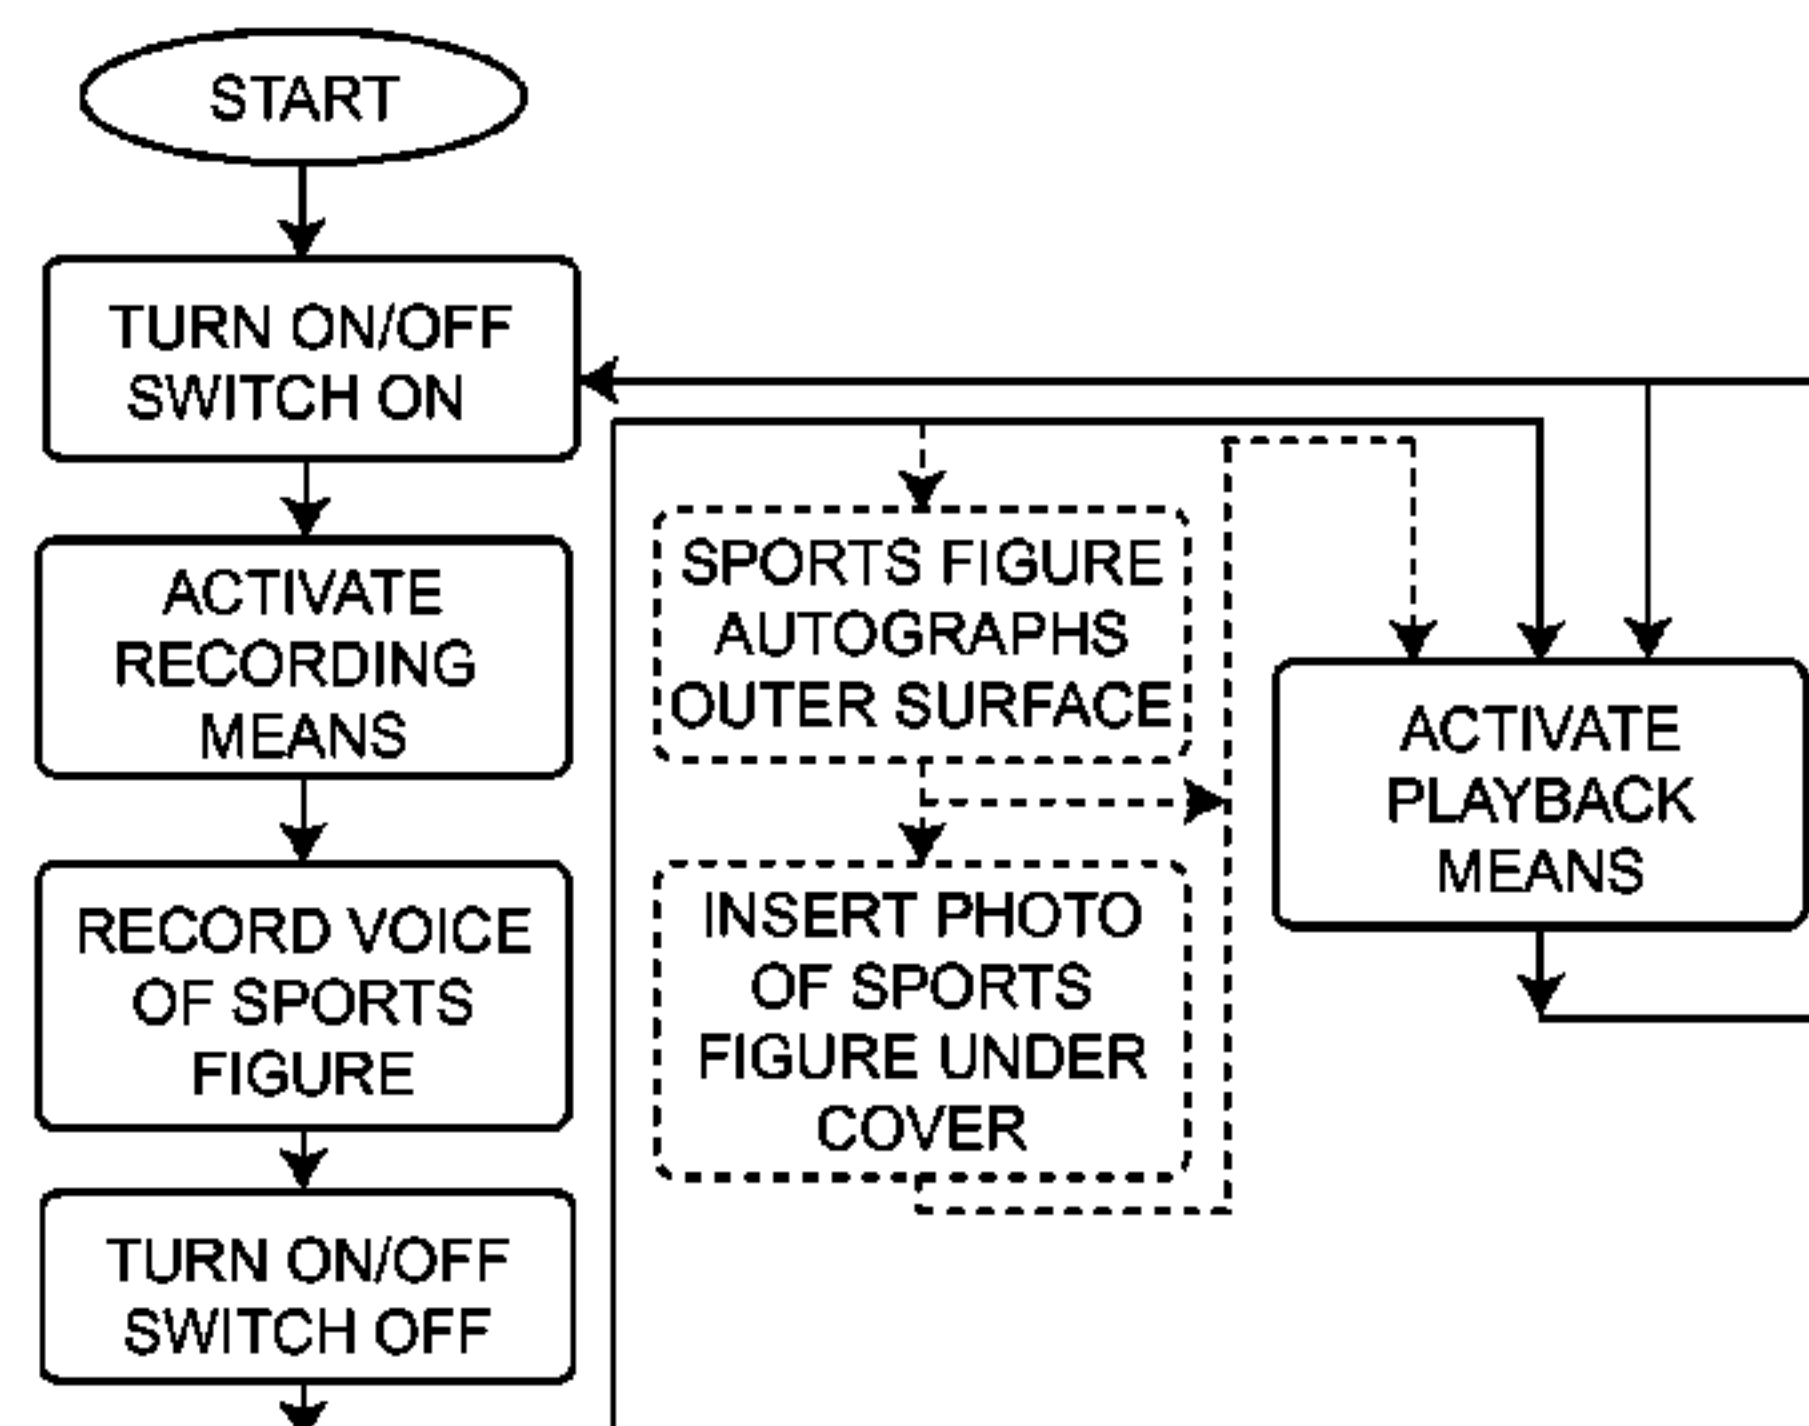 START
TURN ON/OFF
SWITCH ON
ACTIVATE
RECORDING
MEANS
RECORD VOICE
OF SPORTS
FIGURE
TURN ON/OFF
SWITCH OFF
SPORTS FIGURE
AUTOGRAPHS
OUTER SURFACE
INSERT PHOTO
OF SPORTS
FIGURE UNDER
COVER
ACTIVATE
PLAYBACK
MEANS